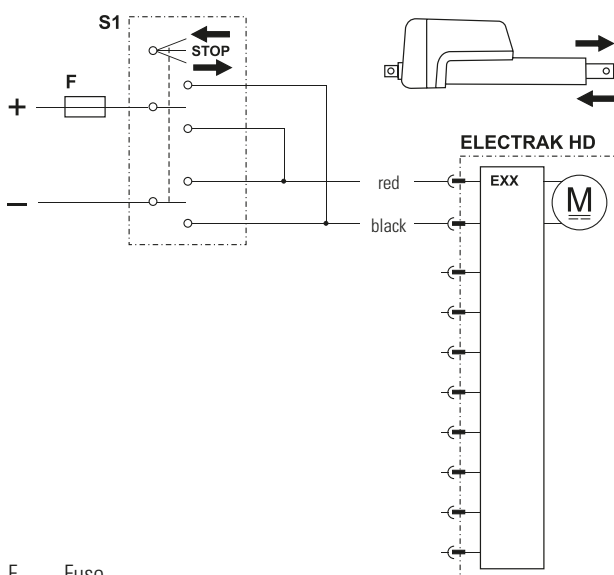 S1
STOP
F
+
−
ELECTRAK HD
red
EXX
M
black
F Fuse